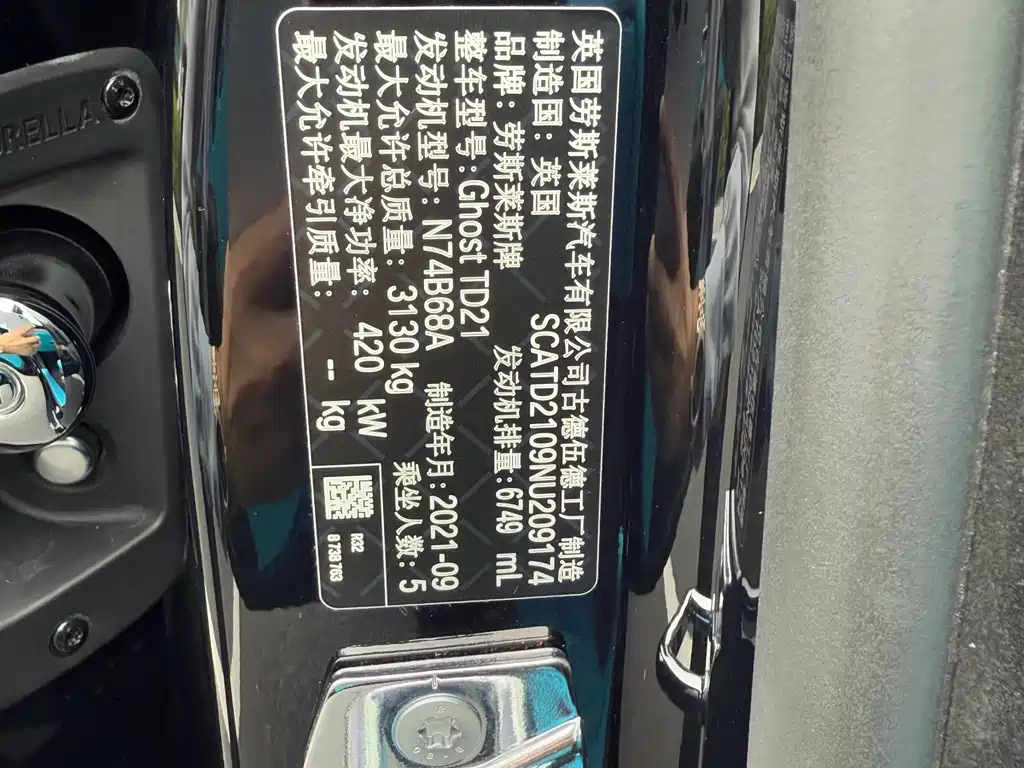 英国劳斯莱斯汽车有限公司古德伍德工厂制造
制造国: 英国 SCATD2109NU209174
品牌: 劳斯莱斯牌 发动机排量:6749 mL
整车型号:Ghost TD21
发动机型号: N74B68A 制造年月:2021-09
最大允许总质量: 3130 kg 乘坐人数: 5
发动机最大净功率: 420 kW
最大允许牵引质量: -- kg
R32
8738763
RELLA